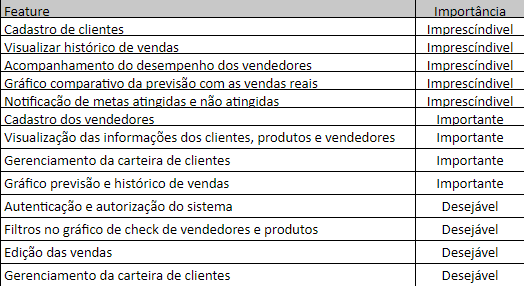 Feature Importância
Cadastro de clientes Imprescíndivel
Visualizar histórico de vendas Imprescíndivel
Acompanhamento do desempenho dos vendedores Imprescíndivel
Gráfico comparativo da previsão com as vendas reais Imprescíndivel
Notificação de metas atingidas e não atingidas Imprescíndivel
Cadastro dos vendedores Importante
Visualização das informações dos clientes, produtos e vendedores Importante
Gerenciamento da carteira de clientes Importante
Gráfico previsão e histórico de vendas Importante
Autenticação e autorização do sistema Desejável
Filtros no gráfico de check de vendedores e produtos Desejável
Edição das vendas Desejável
Gerenciamento da carteira de clientes Desejável